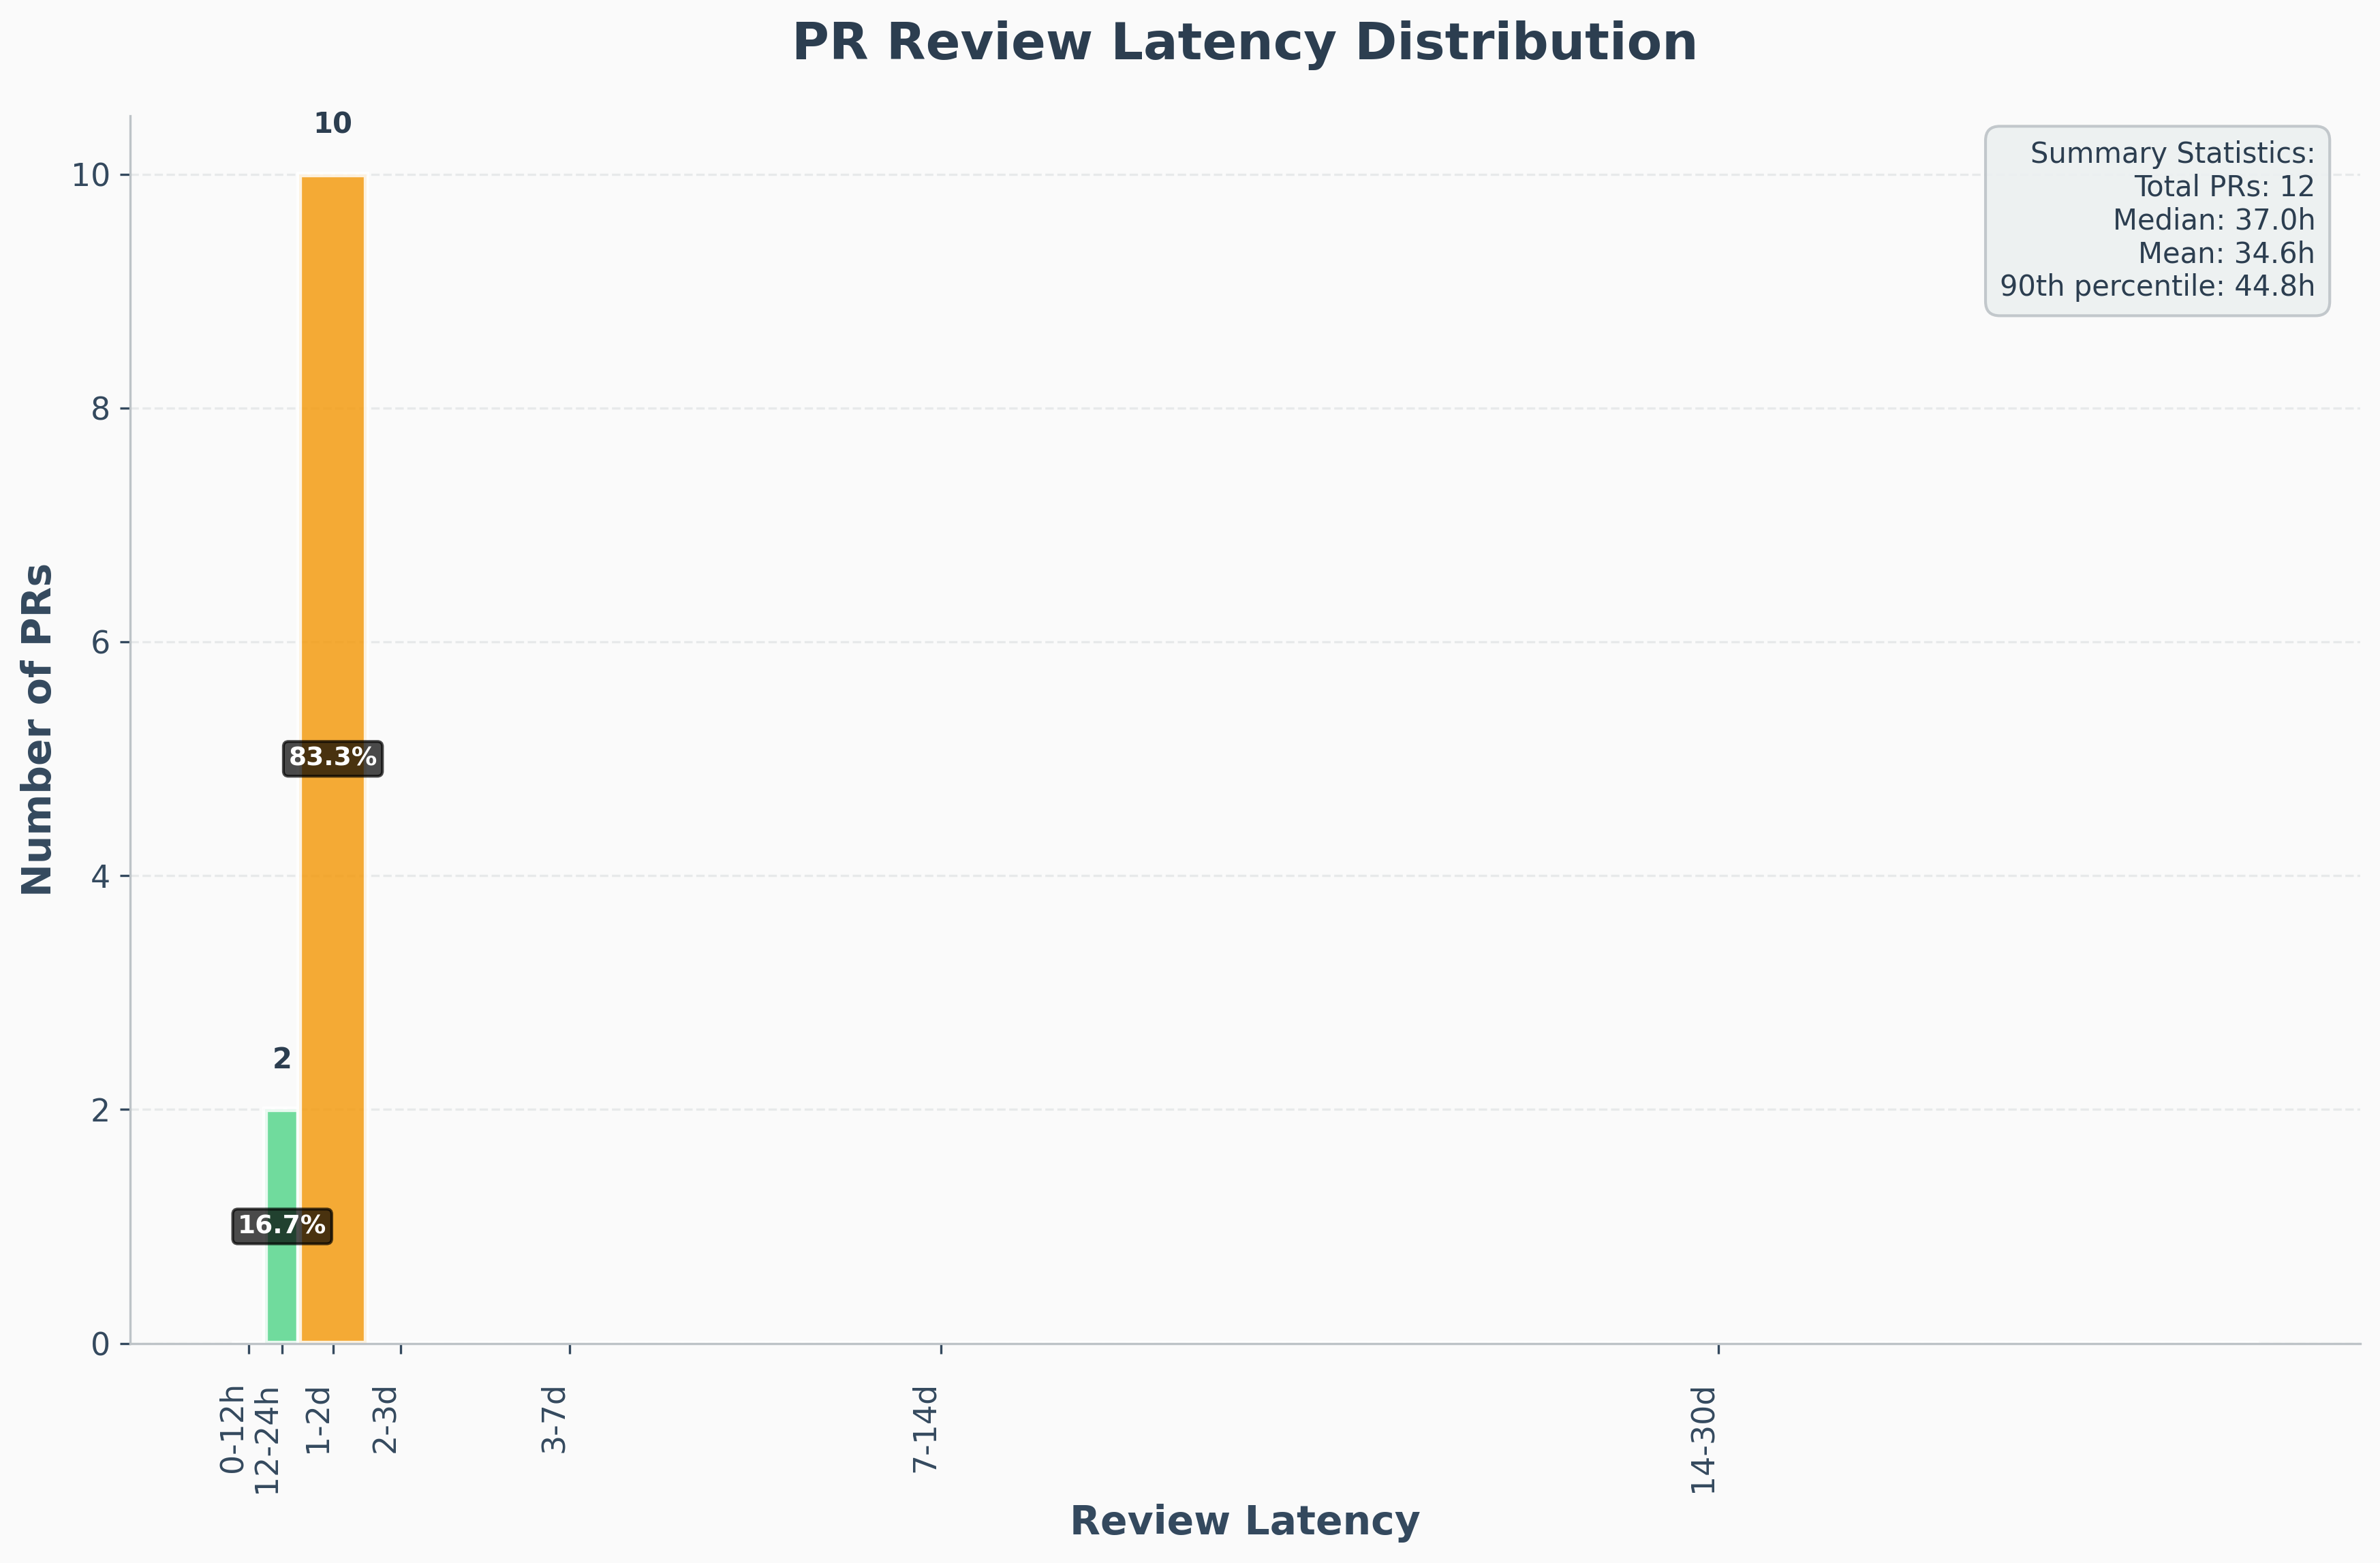 PR Review Latency Distribution
10
Summary Statistics:
Total PRs: 12
Median: 37.0h
Mean: 34.6h
90th percentile: 44.8h
Number of PRs
10
8
6
4
2
0
83.3%
2
16.7%
0-12h
12-24h
1-2d
2-3d
3-7d
7-14d
14-30d
Review Latency